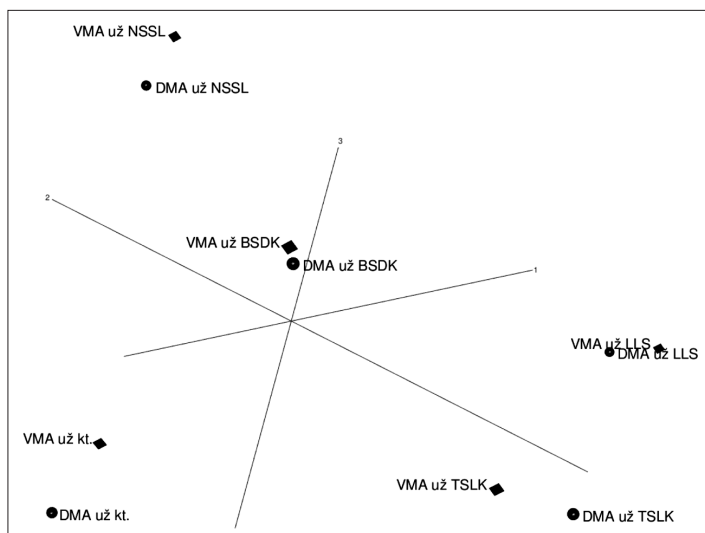 VMA už NSSL
DMA už NSSL
3
2
VMA už BSDK
DMA už BSDK
1
VMA už LLS
DMA už LLS
VMA už kt.
VMA už TSLK
DMA už kt.
DMA už TSLK